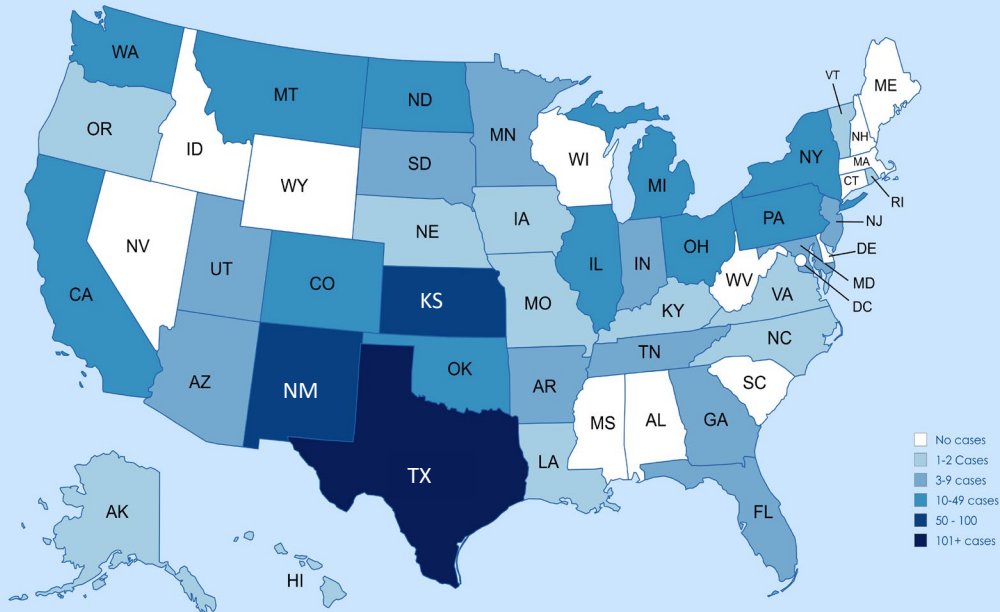 WA
MT
ND
MN
VT
ME
OR
ID
WY
SD
WI
MI
NY
NH
MA
CT
RI
NJ
PA
NV
UT
CO
NE
IA
IL
IN
OH
WV
DE
MD
DC
CA
KS
MO
KY
VA
AZ
NM
OK
AR
TN
NC
TX
LA
MS
AL
GA
SC
FL
AK
HI
No cases
1-2 Cases
3-9 cases
10-49 cases
50 - 100
101+ cases